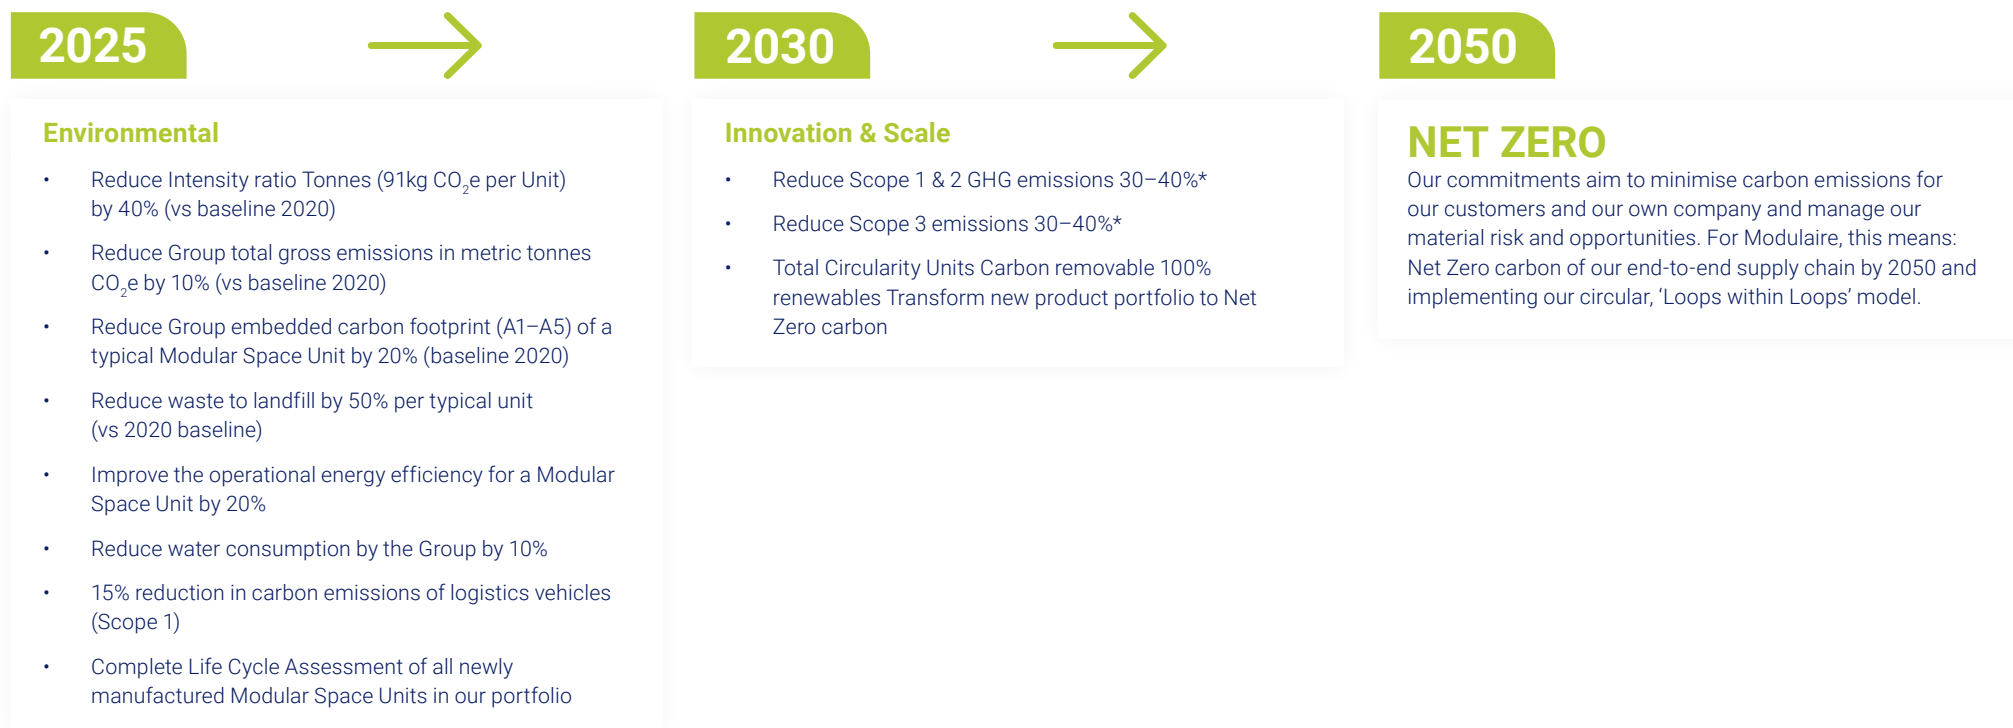 2025
Environmental
• Reduce Intensity ratio Tonnes (91kg CO₂e per Unit)
by 40% (vs baseline 2020)
• Reduce Group total gross emissions in metric tonnes
CO₂e by 10% (vs baseline 2020)
• Reduce Group embedded carbon footprint (A1–A5) of a
typical Modular Space Unit by 20% (baseline 2020)
• Reduce waste to landfill by 50% per typical unit
(vs 2020 baseline)
• Improve the operational energy efficiency for a Modular
Space Unit by 20%
• Reduce water consumption by the Group by 10%
• 15% reduction in carbon emissions of logistics vehicles
(Scope 1)
• Complete Life Cycle Assessment of all newly
manufactured Modular Space Units in our portfolio
2030
Innovation & Scale
• Reduce Scope 1 & 2 GHG emissions 30–40%*
• Reduce Scope 3 emissions 30–40%*
• Total Circularity Units Carbon removable 100%
renewables Transform new product portfolio to Net
Zero carbon
2050
NET ZERO
Our commitments aim to minimise carbon emissions for
our customers and our own company and manage our
material risk and opportunities. For Modulaire, this means:
Net Zero carbon of our end-to-end supply chain by 2050 and
implementing our circular, ‘Loops within Loops’ model.